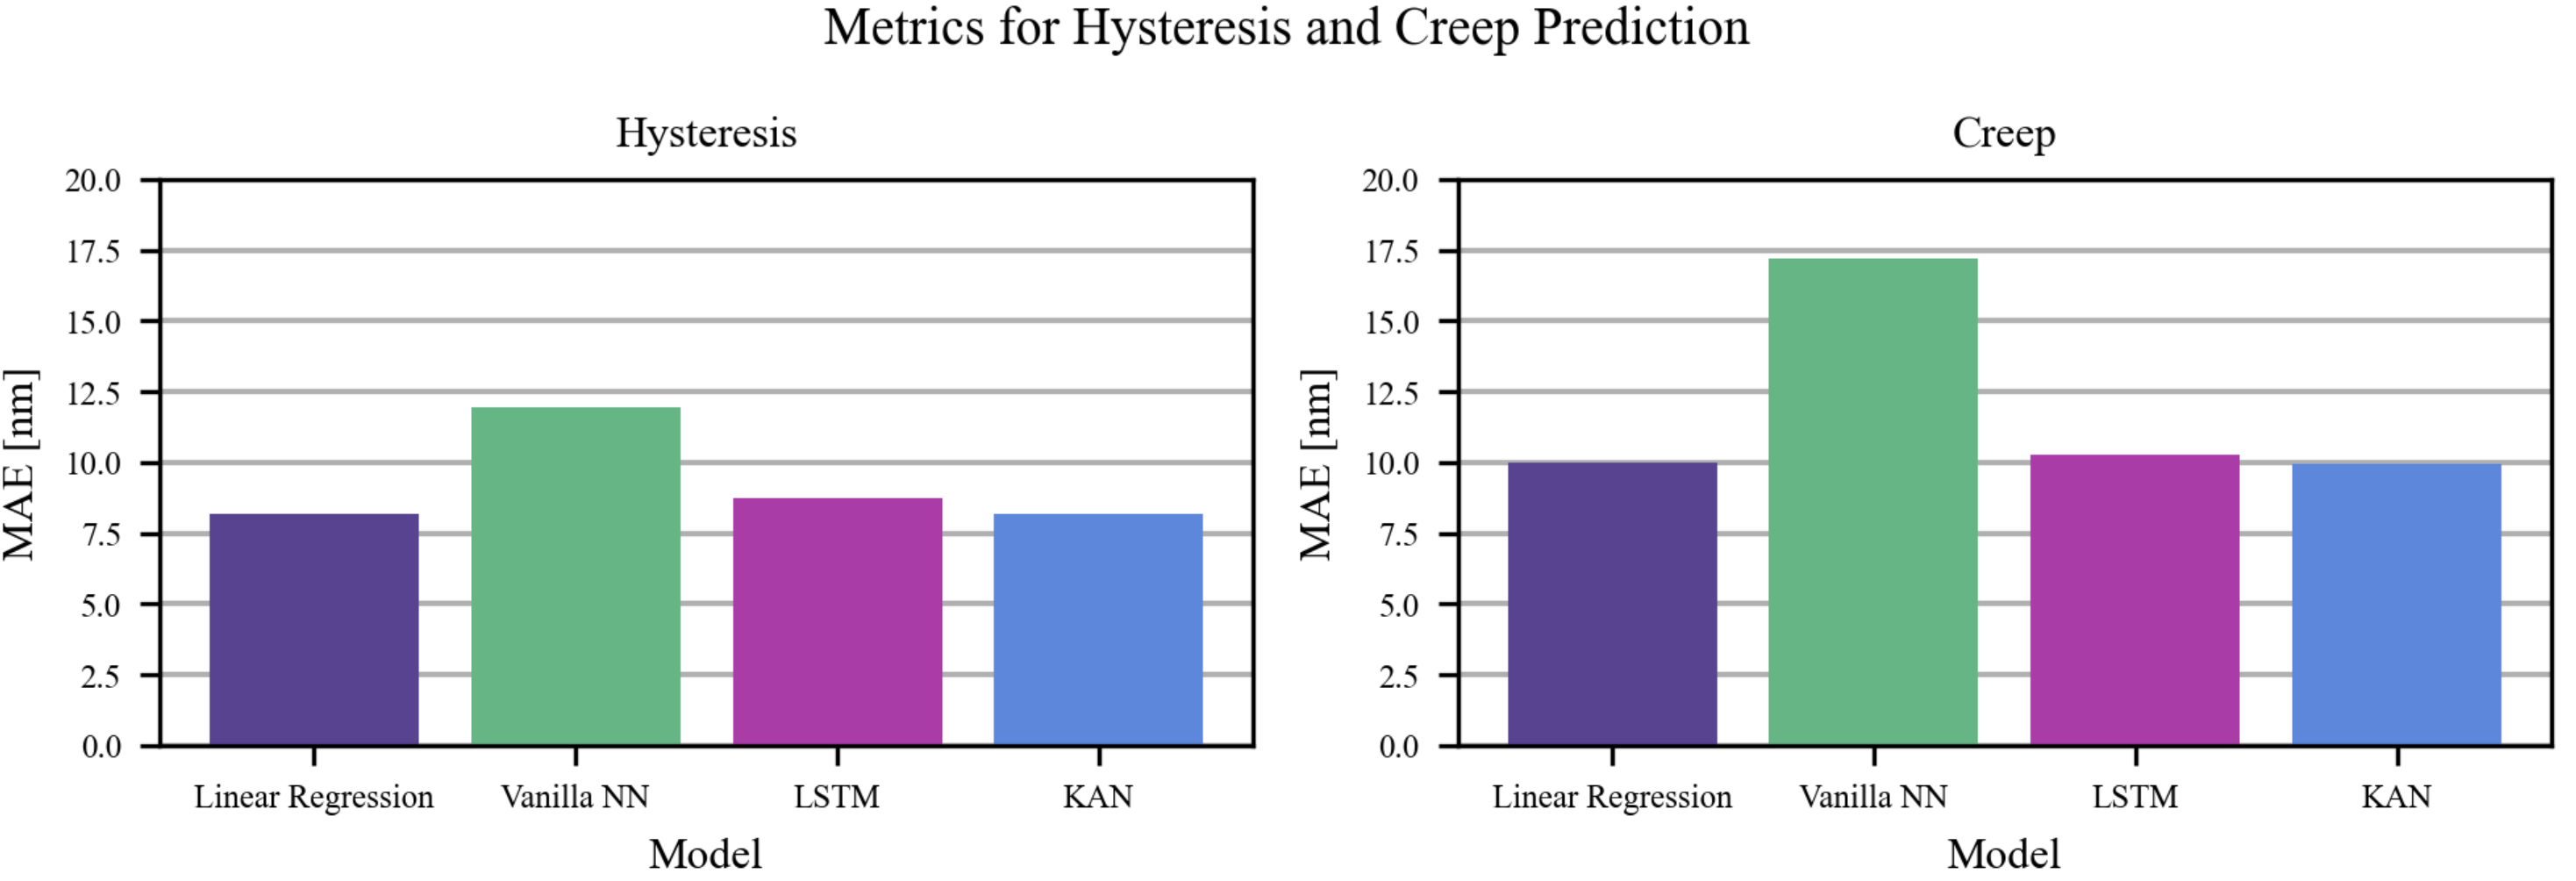 Metrics for Hysteresis and Creep Prediction
Hysteresis
MAE [nm]
20.0
17.5
15.0
12.5
10.0
7.5
5.0
2.5
0.0
Linear Regression Vanilla NN LSTM KAN
Model
Creep
MAE [nm]
20.0
17.5
15.0
12.5
10.0
7.5
5.0
2.5
0.0
Linear Regression Vanilla NN LSTM KAN
Model